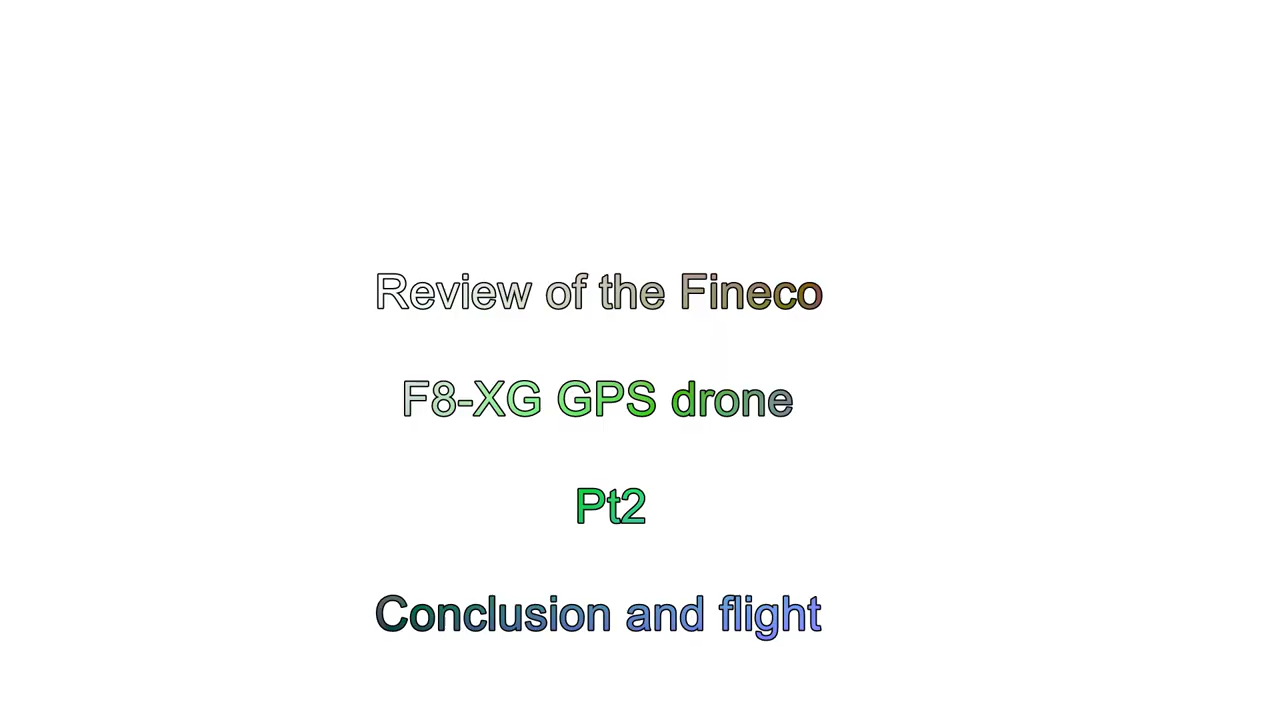 Review of the Fineco
F8-XG GPS drone
Pt2
Conclusion and flight